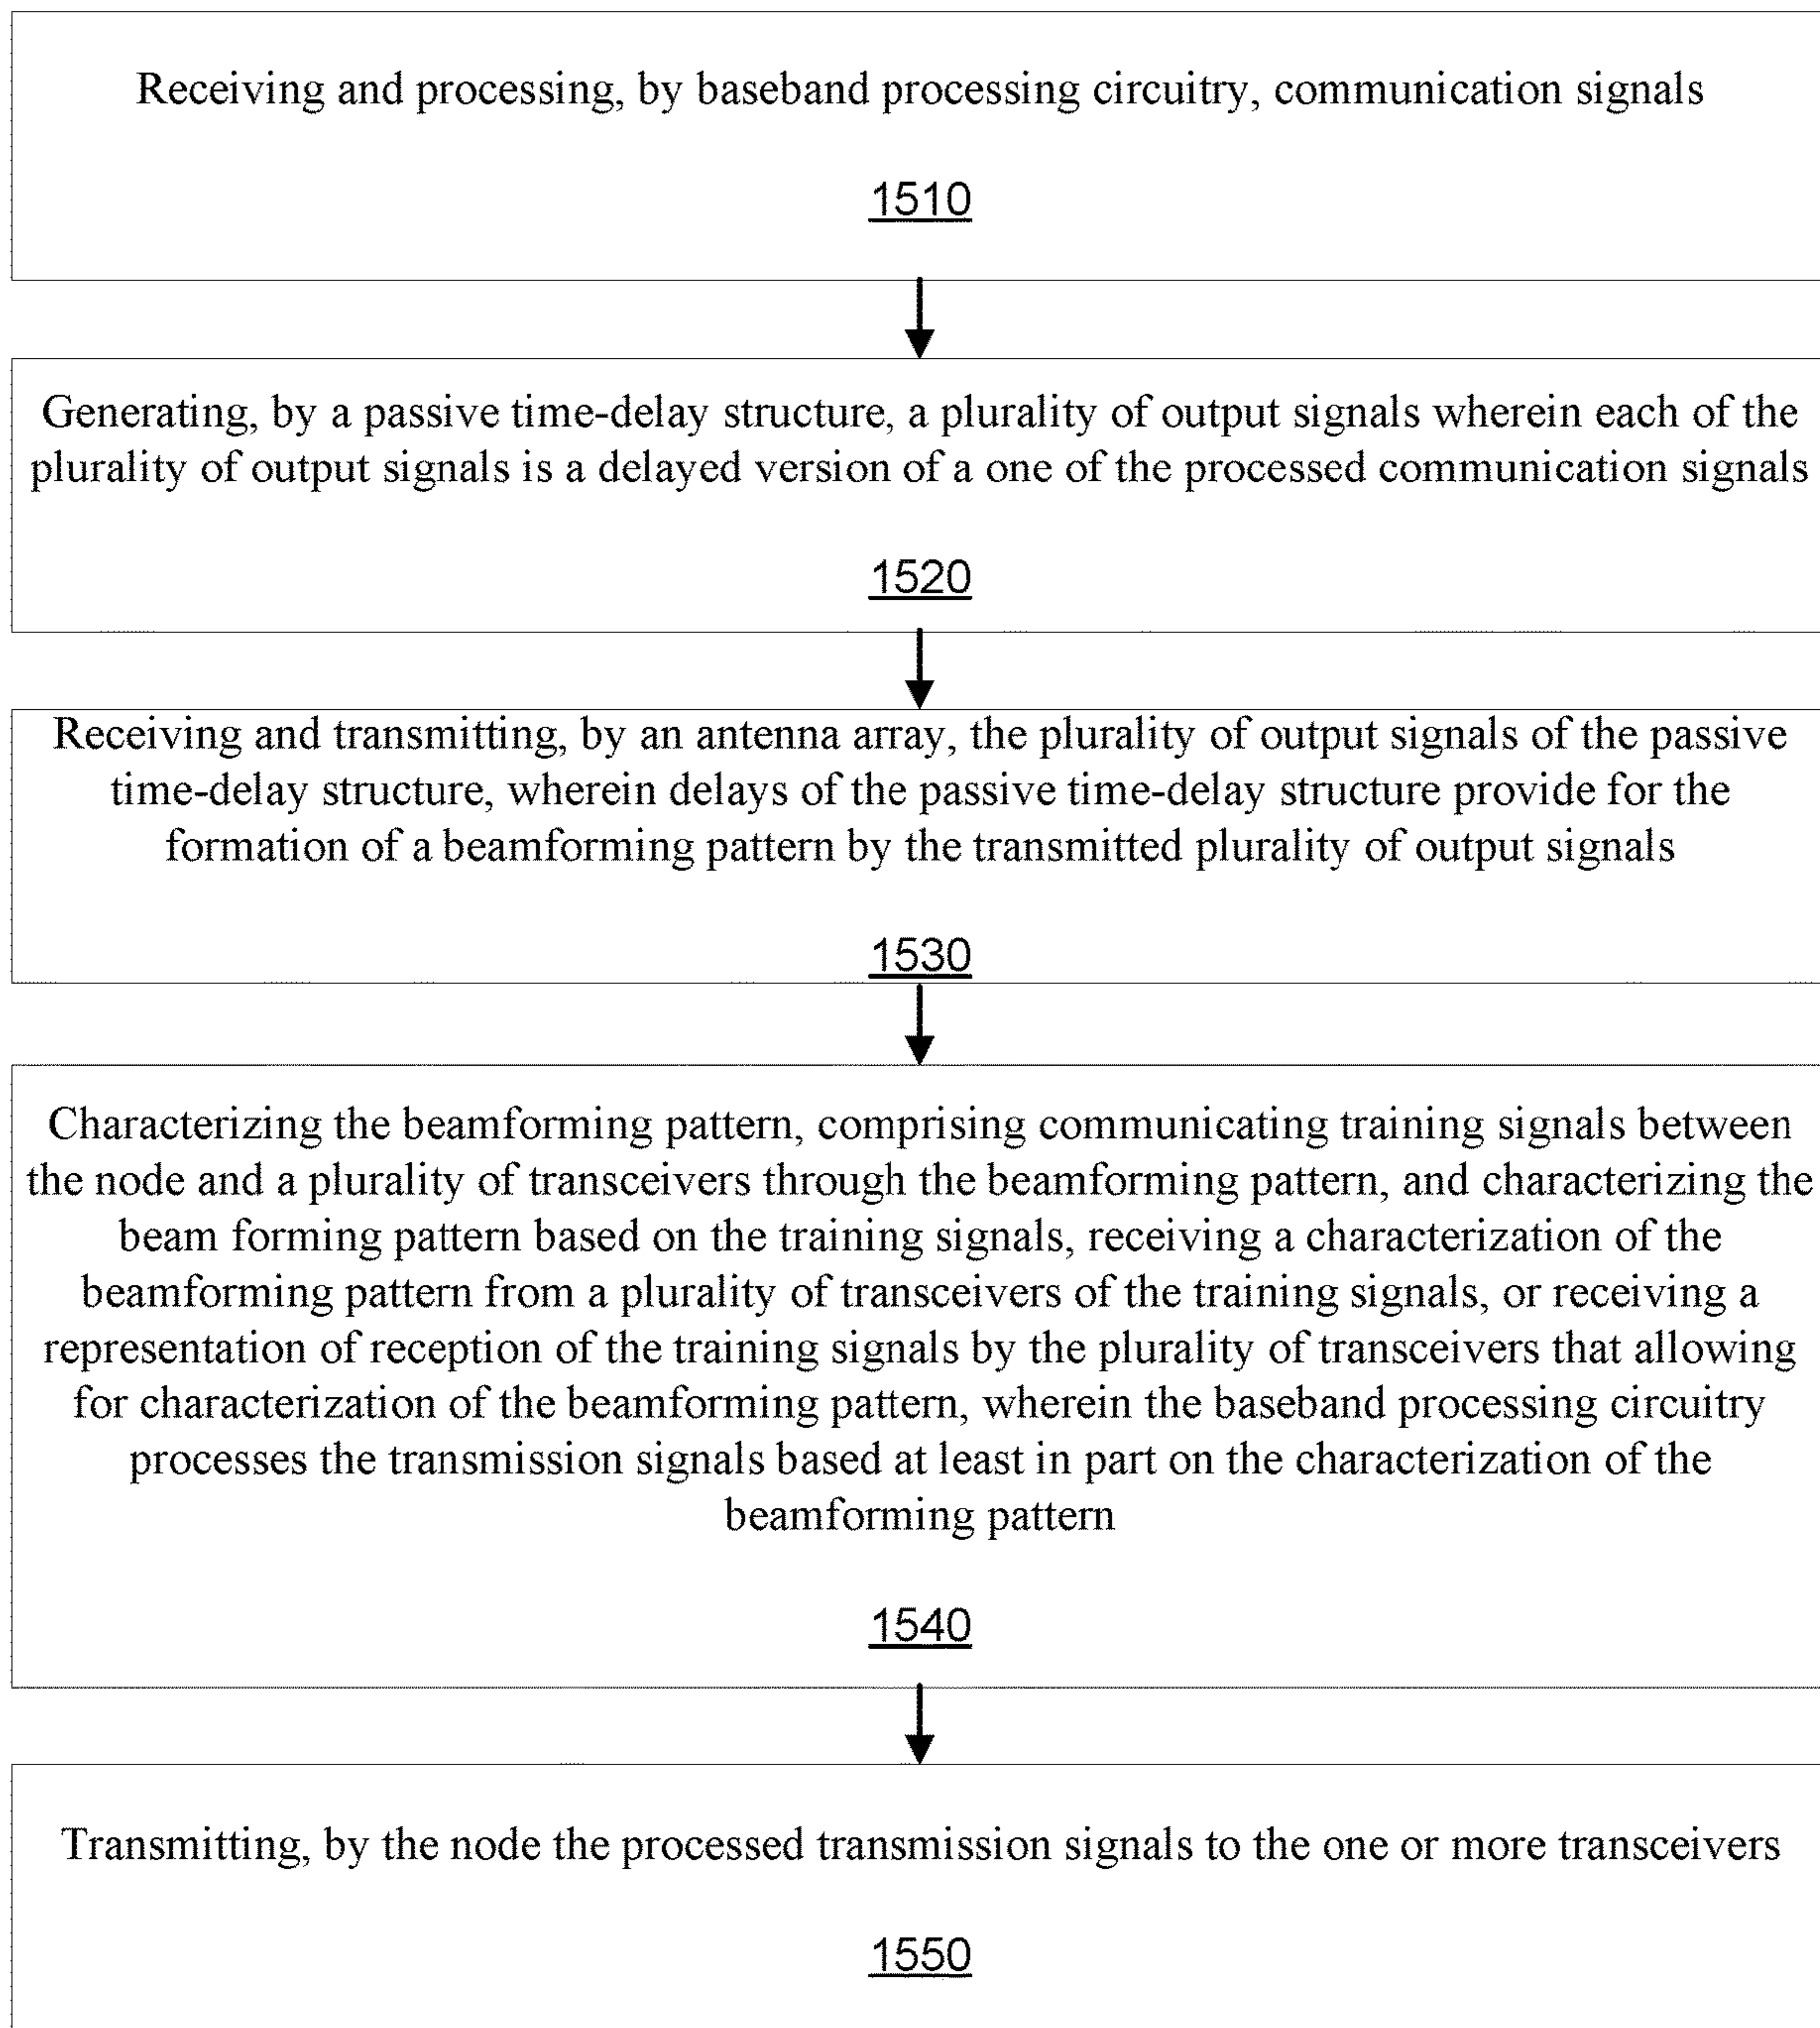 Receiving and processing, by baseband processing circuitry, communication signals
1510
Generating, by a passive time-delay structure, a plurality of output signals wherein each of the
plurality of output signals is a delayed version of a one of the processed communication signals
1520
Receiving and transmitting, by an antenna array, the plurality of output signals of the passive
time-delay structure, wherein delays of the passive time-delay structure provide for the
formation of a beamforming pattern by the transmitted plurality of output signals
1530
Characterizing the beamforming pattern, comprising communicating training signals between
the node and a plurality of transceivers through the beamforming pattern, and characterizing the
beam forming pattern based on the training signals, receiving a characterization of the
beamforming pattern from a plurality of transceivers of the training signals, or receiving a
representation of reception of the training signals by the plurality of transceivers that allowing
for characterization of the beamforming pattern, wherein the baseband processing circuitry
processes the transmission signals based at least in part on the characterization of the
beamforming pattern
1540
Transmitting, by the node the processed transmission signals to the one or more transceivers
1550